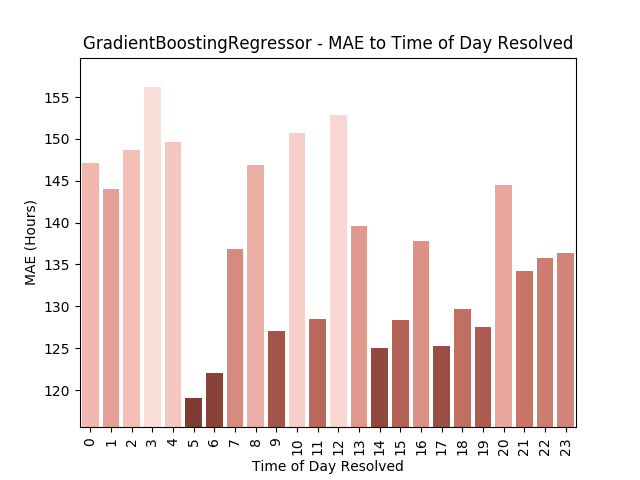 GradientBoostingRegressor - MAE to Time of Day Resolved
155
150
145
140
135
130
125
120
MAE (Hours)
0 1 2 3 4 5 6 7 8 9 10 11 12 13 14 15 16 17 18 19 20 21 22 23
Time of Day Resolved